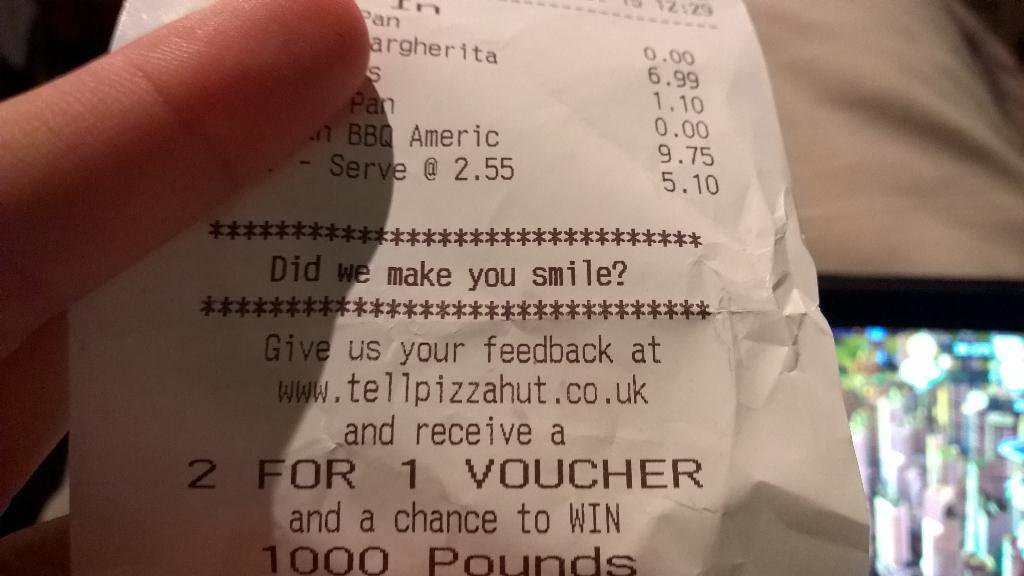 In
12:29
Pan 0.00
argherita 6.99
s 1.10
Pan 0.00
BBQ Americ 9.75
- Serve @ 2.55 5.10
*********************************
Did we make you smile?
**********************************
Give us your feedback at
www.tellpizzahut.co.uk
and receive a
2 FOR 1 VOUCHER
and a chance to WIN
1000 Pounds